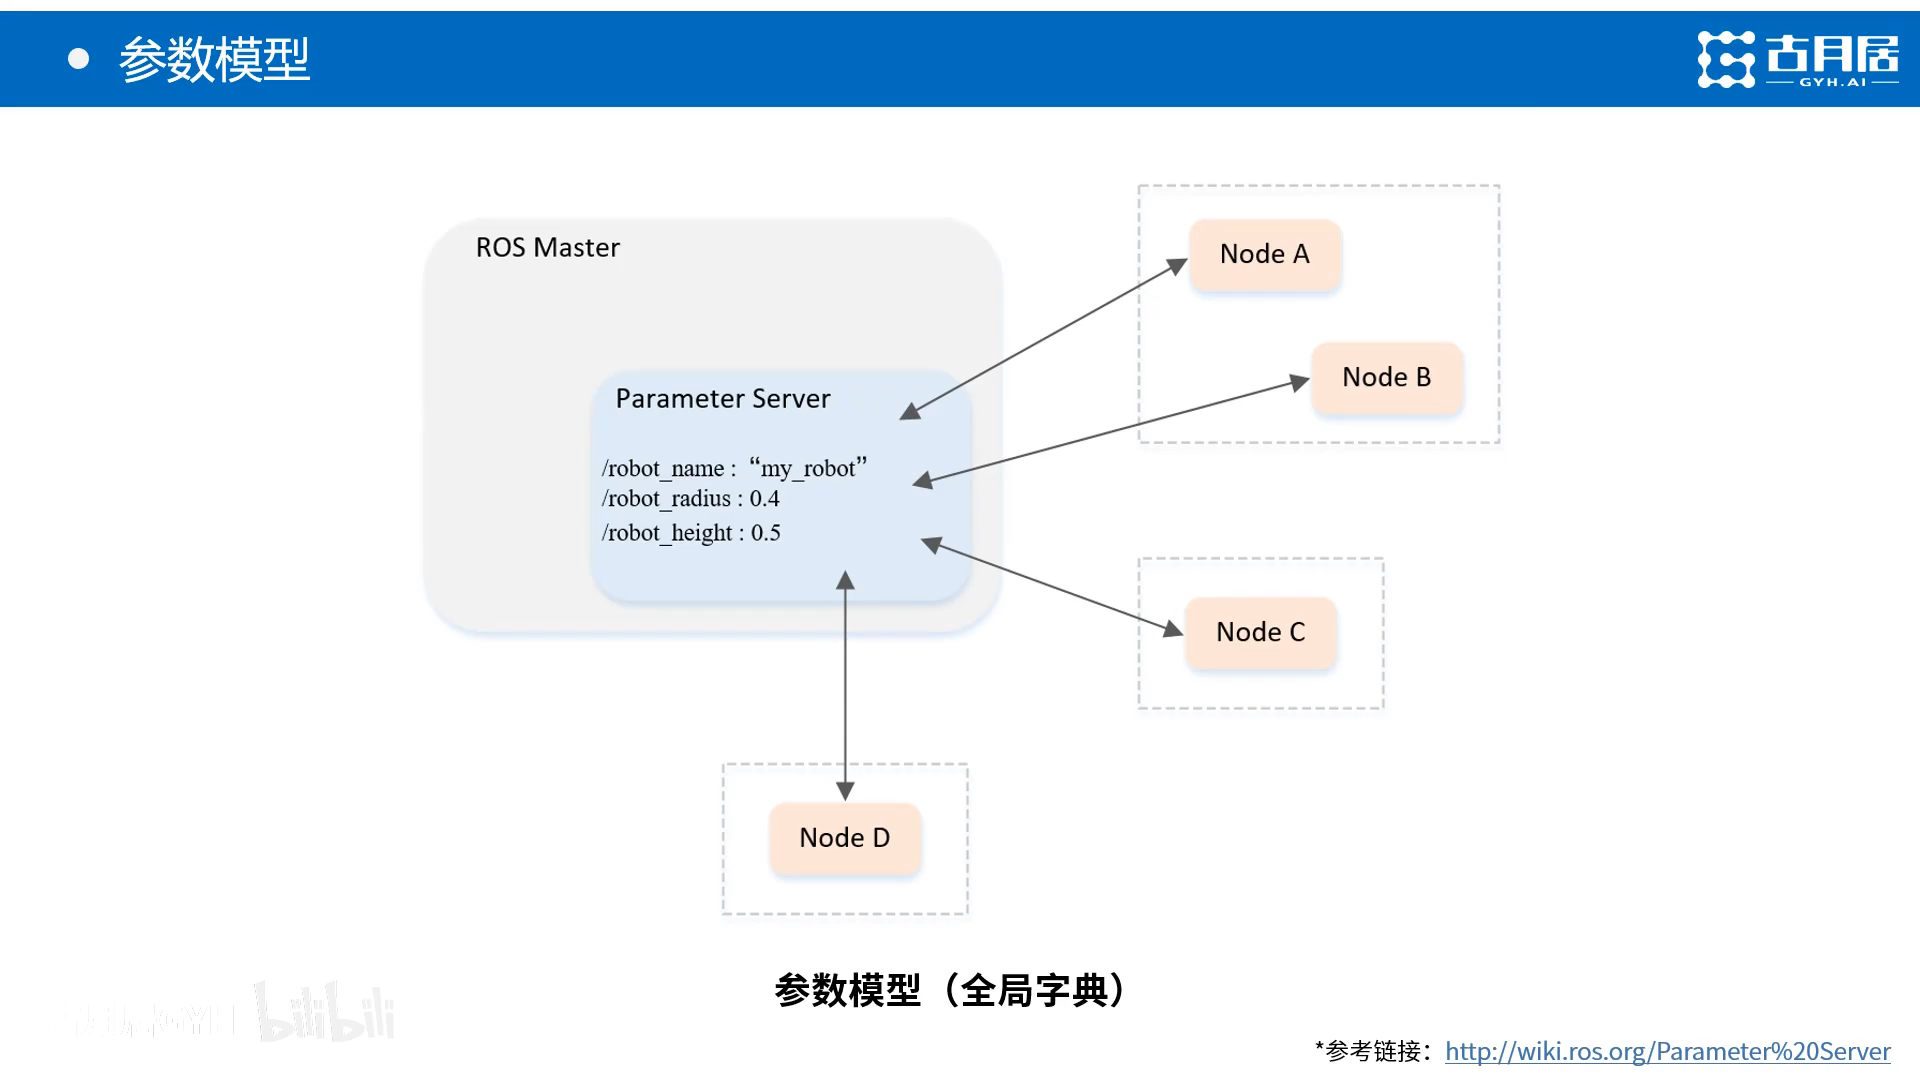 参数模型
古月居
GYH.AI
ROS Master
Parameter Server
/robot_name : “my_robot”
/robot_radius : 0.4
/robot_height : 0.5
Node A
Node B
Node C
Node D
参数模型（全局字典）
bilibili
*参考链接：http://wiki.ros.org/Parameter%20Server